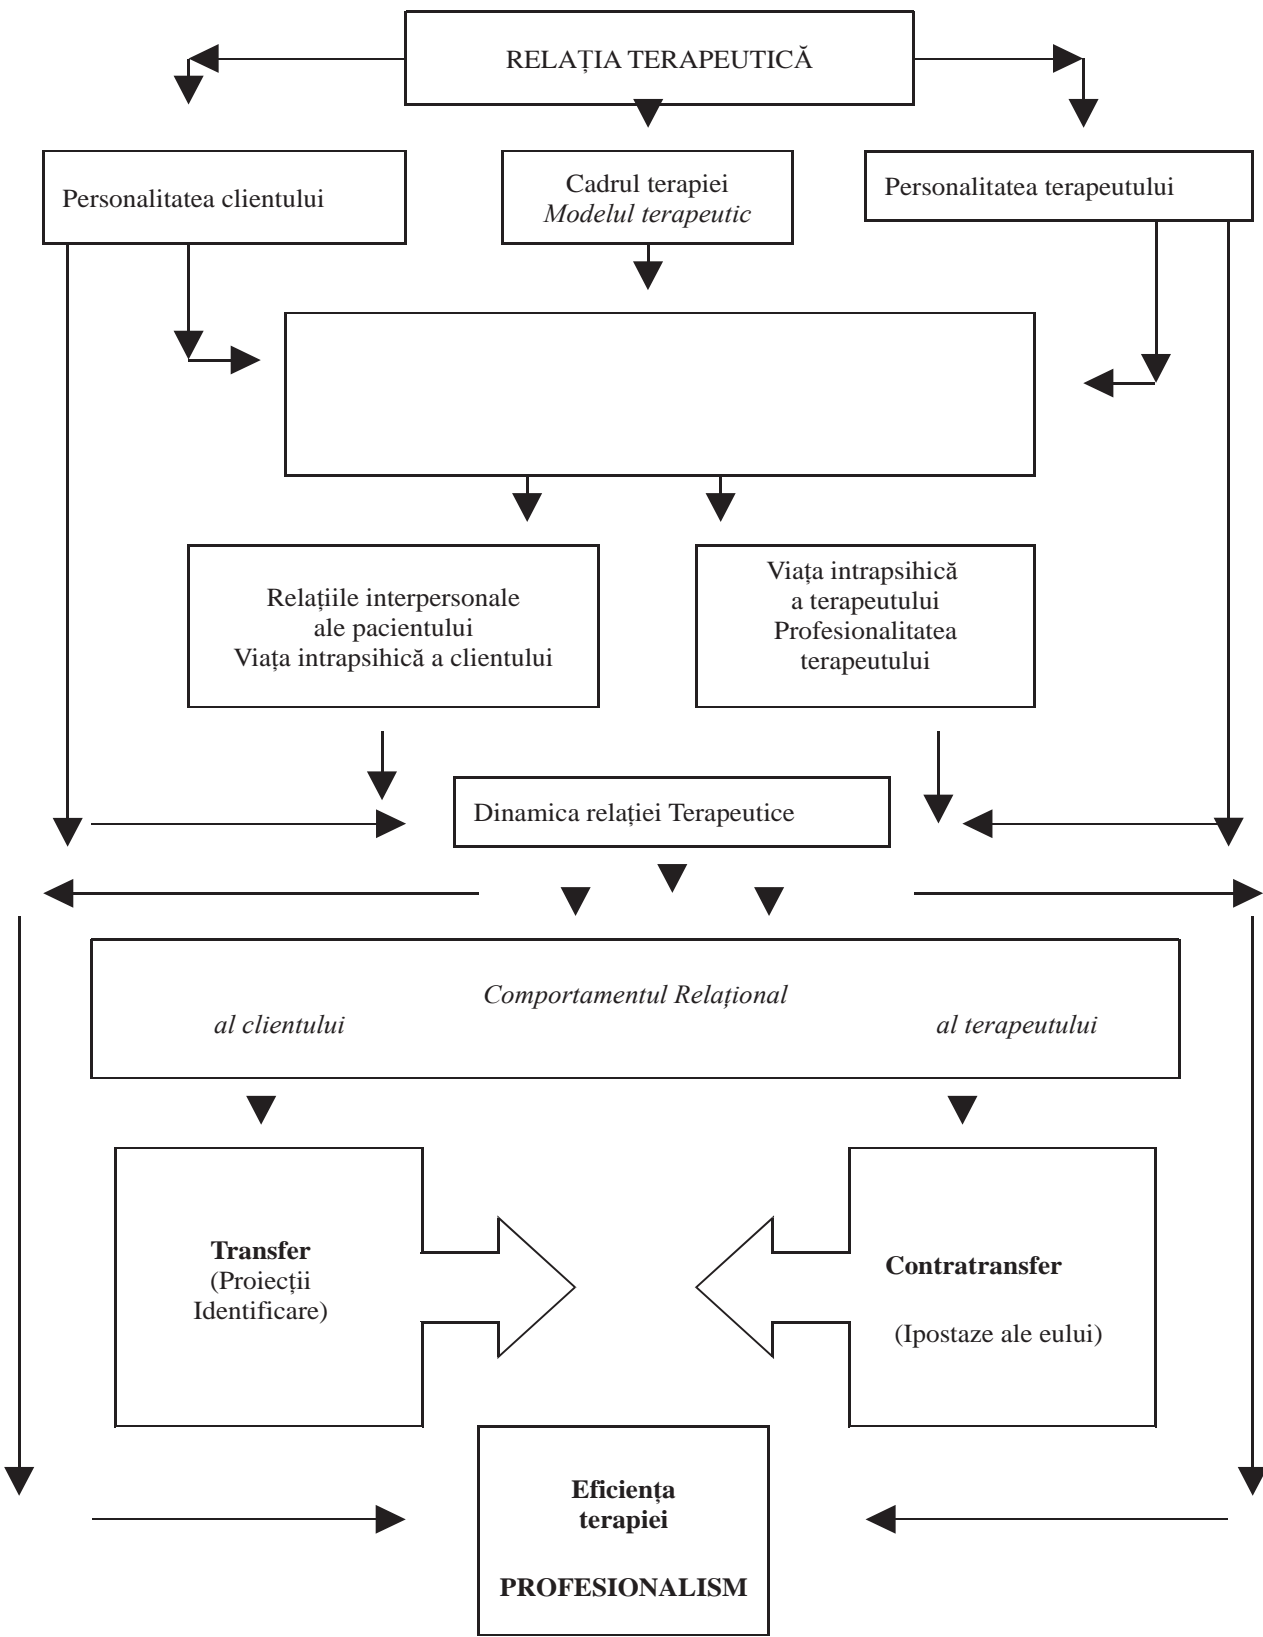 RELAȚIA TERAPEUTICĂ
Personalitatea clientului
Cadrul terapiei
Modelul terapeutic
Personalitatea terapeutului
Relațiile interpersonale
ale pacientului
Viața intrapsihică a clientului
Viața intrapsihică
a terapeutului
Profesionalitatea
terapeutului
Dinamica relației Terapeutice
Comportamentul Relațional
al clientului al terapeutului
Transfer
(Proiecții
Identificare)
Contratransfer
(Ipostaze ale eului)
Eficiența
terapiei
PROFESIONALISM